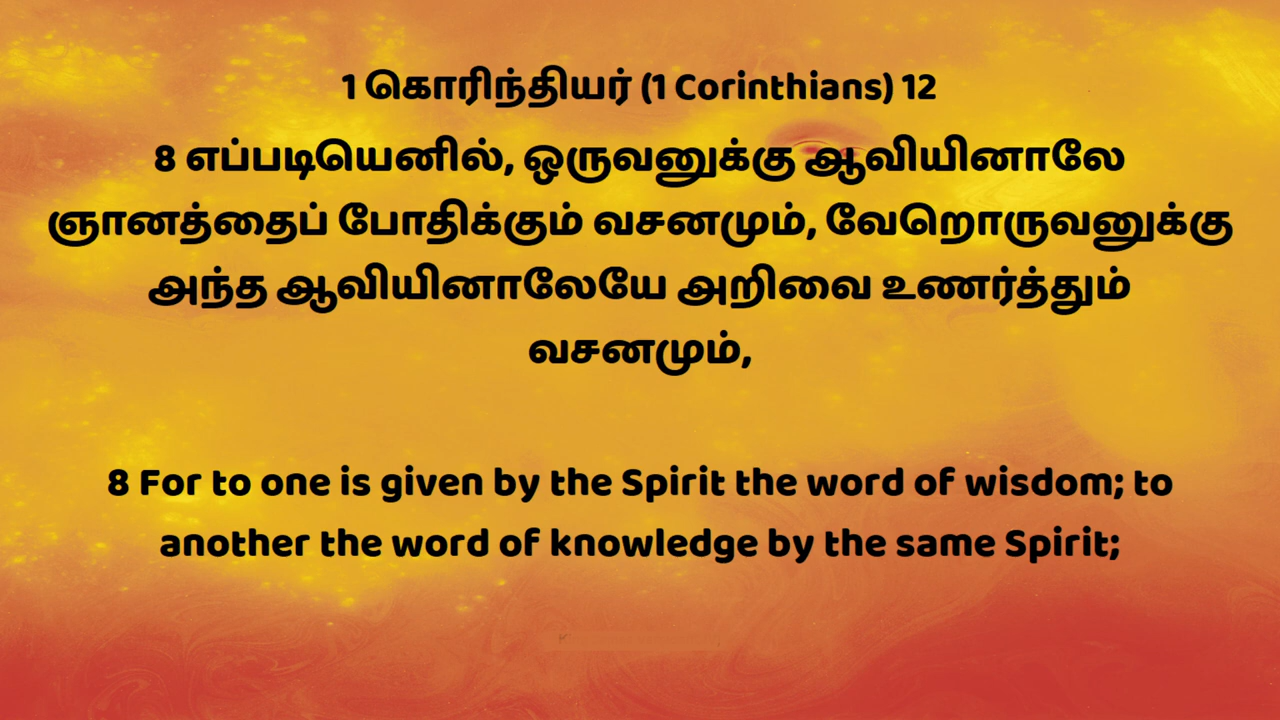 1 கொரிந்தியர் (1 Corinthians) 12
8 எப்படியெனில், ஒருவனுக்கு ஆவியினாலே
ஞானத்தைப் போதிக்கும் வசனமும், வேறொருவனுக்கு
அந்த ஆவியினாலேயே அறிவை உணர்த்தும்
வசனமும்,
8 For to one is given by the Spirit the word of wisdom; to
another the word of knowledge by the same Spirit;